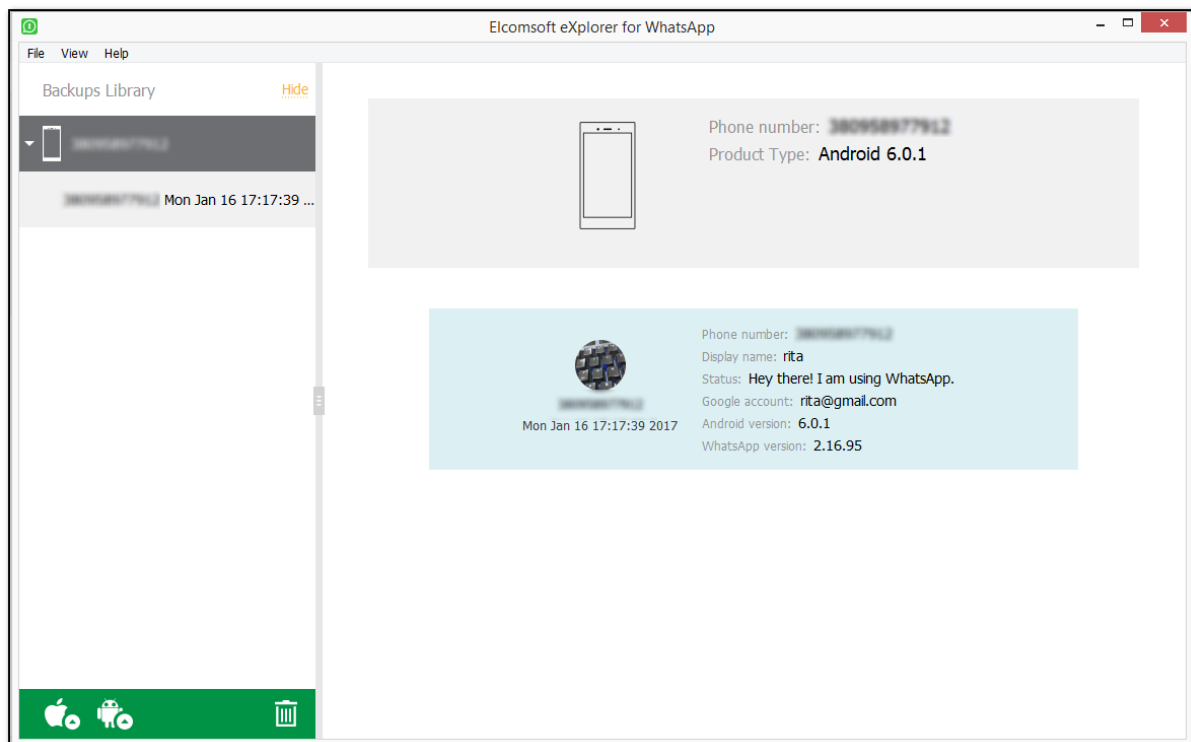 Elcomsoft eXplorer for WhatsApp
File View Help
Backups Library Hide
Mon Jan 16 17:17:39 ...
Phone number:
Product Type: Android 6.0.1
Mon Jan 16 17:17:39 2017
Phone number:
Display name: rita
Status: Hey there! I am using WhatsApp.
Google account: rita@gmail.com
Android version: 6.0.1
WhatsApp version: 2.16.95